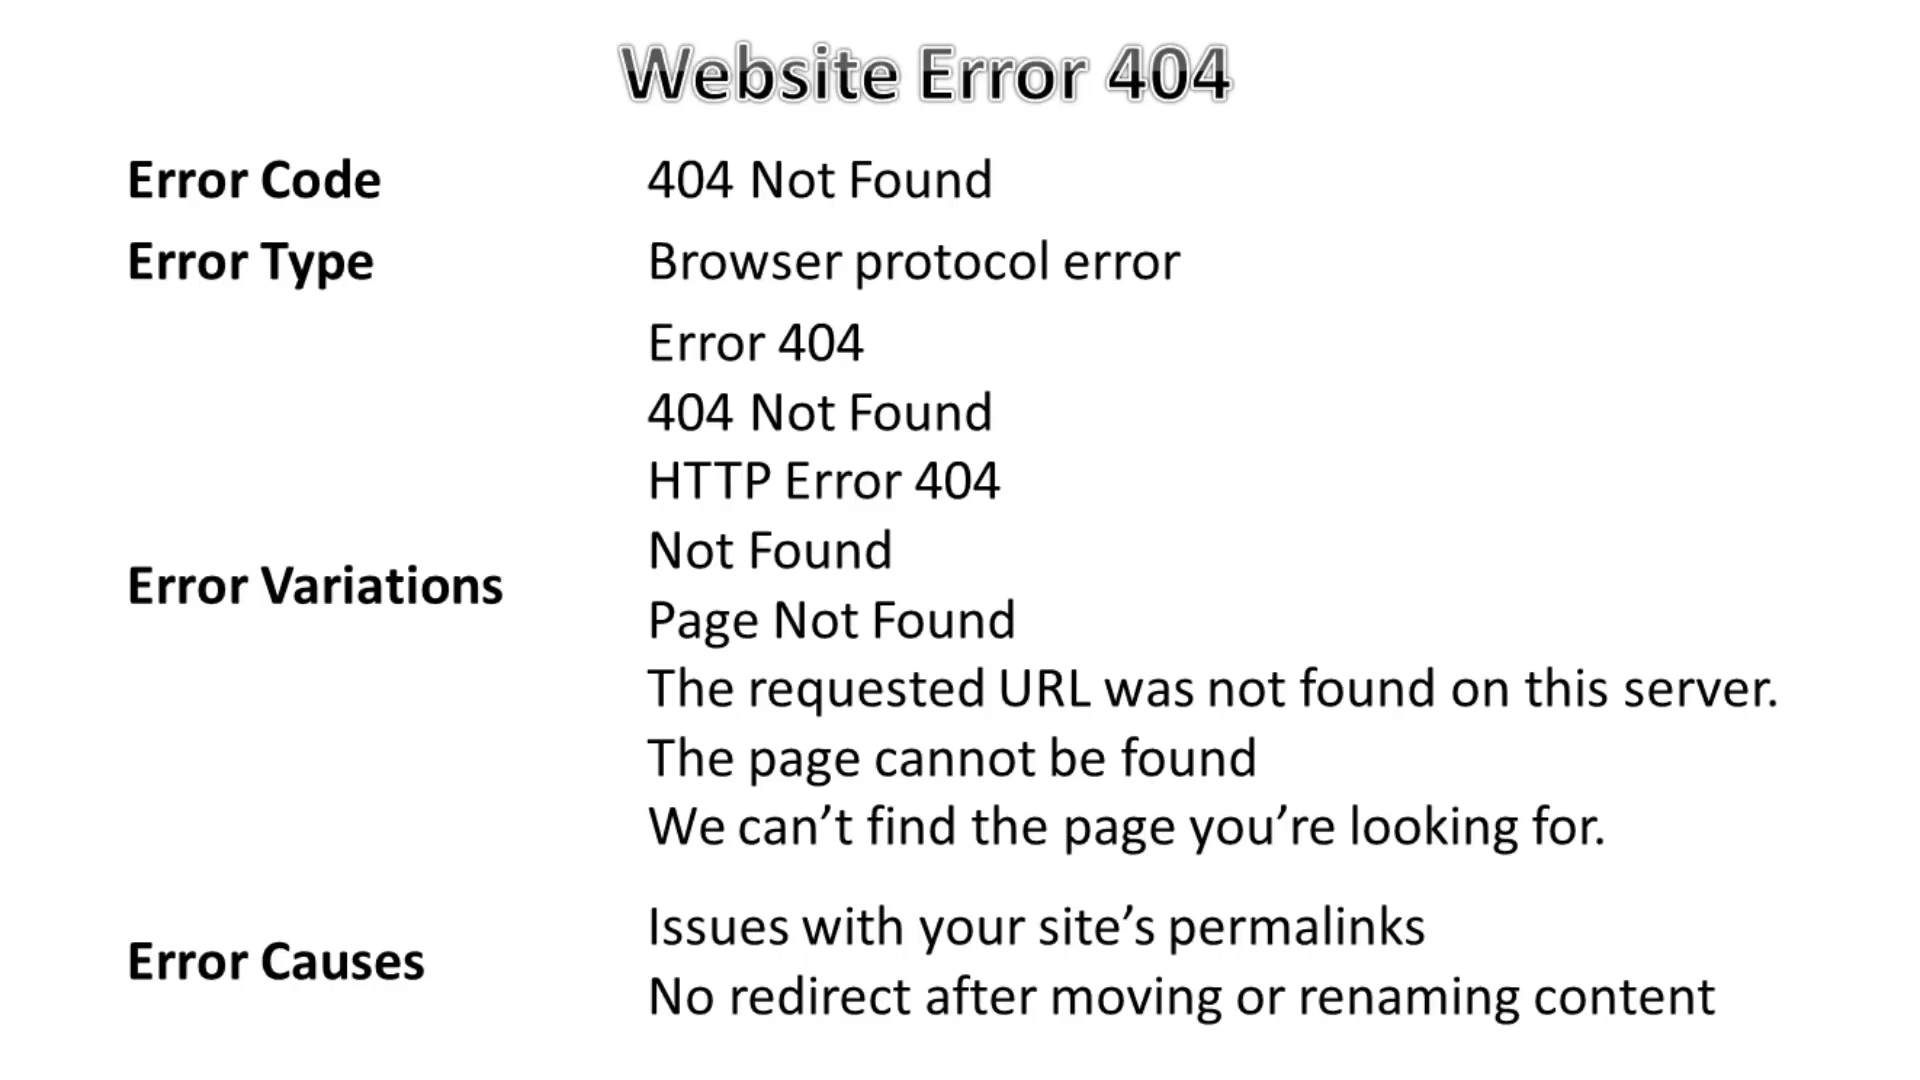 Website Error 404
Error Code 404 Not Found
Error Type Browser protocol error
Error Variations
Error 404
404 Not Found
HTTP Error 404
Not Found
Page Not Found
The requested URL was not found on this server.
The page cannot be found
We can’t find the page you’re looking for.
Error Causes
Issues with your site’s permalinks
No redirect after moving or renaming content